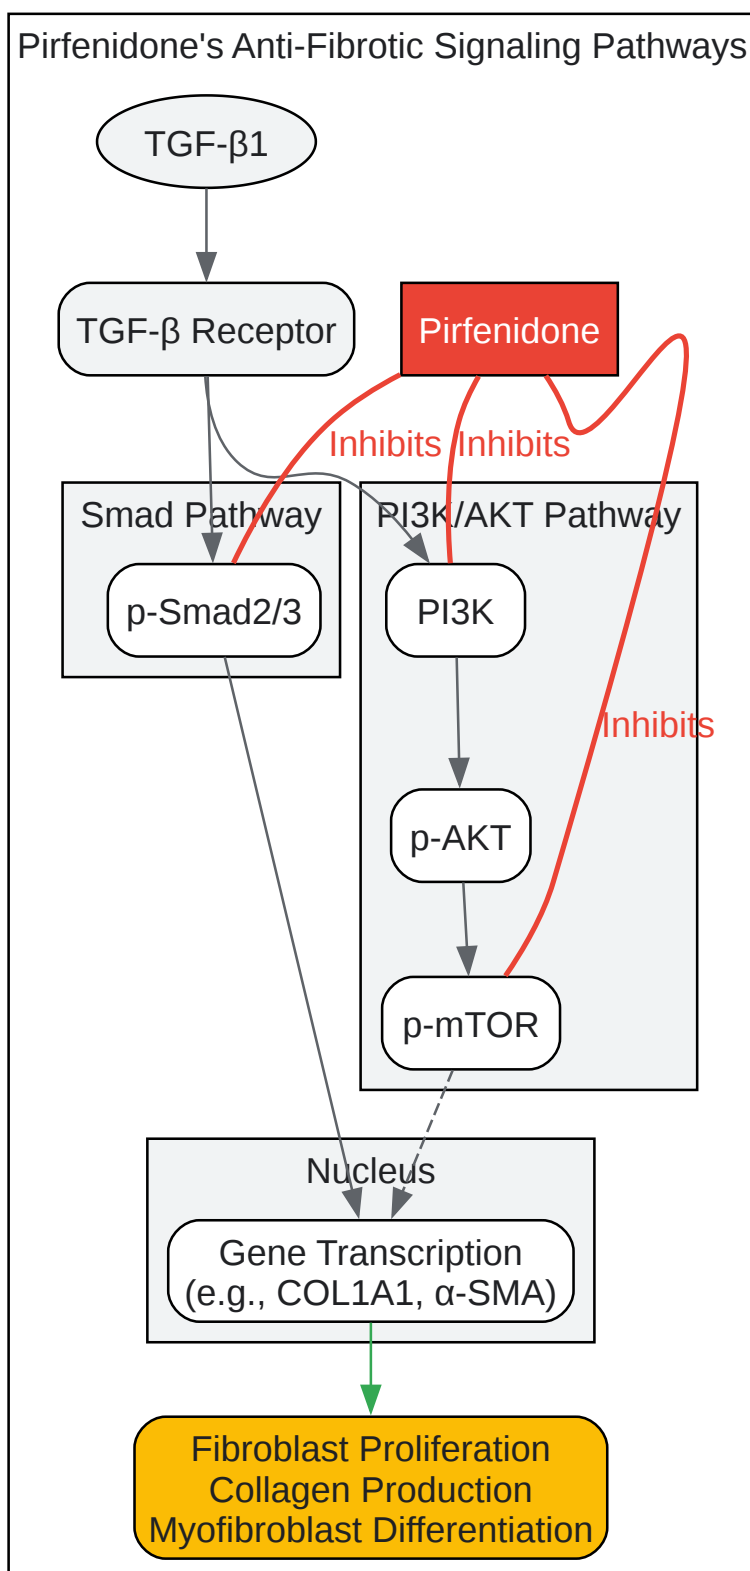 Pirfenidone's Anti-Fibrotic Signaling Pathways
TGF-β1
TGF-β Receptor
Pirfenidone
Inhibits
Inhibits
Smad Pathway
PI3K/AKT Pathway
p-Smad2/3
PI3K
Inhibits
p-AKT
p-mTOR
Nucleus
Gene Transcription
(e.g., COL1A1, α-SMA)
Fibroblast Proliferation
Collagen Production
Myofibroblast Differentiation